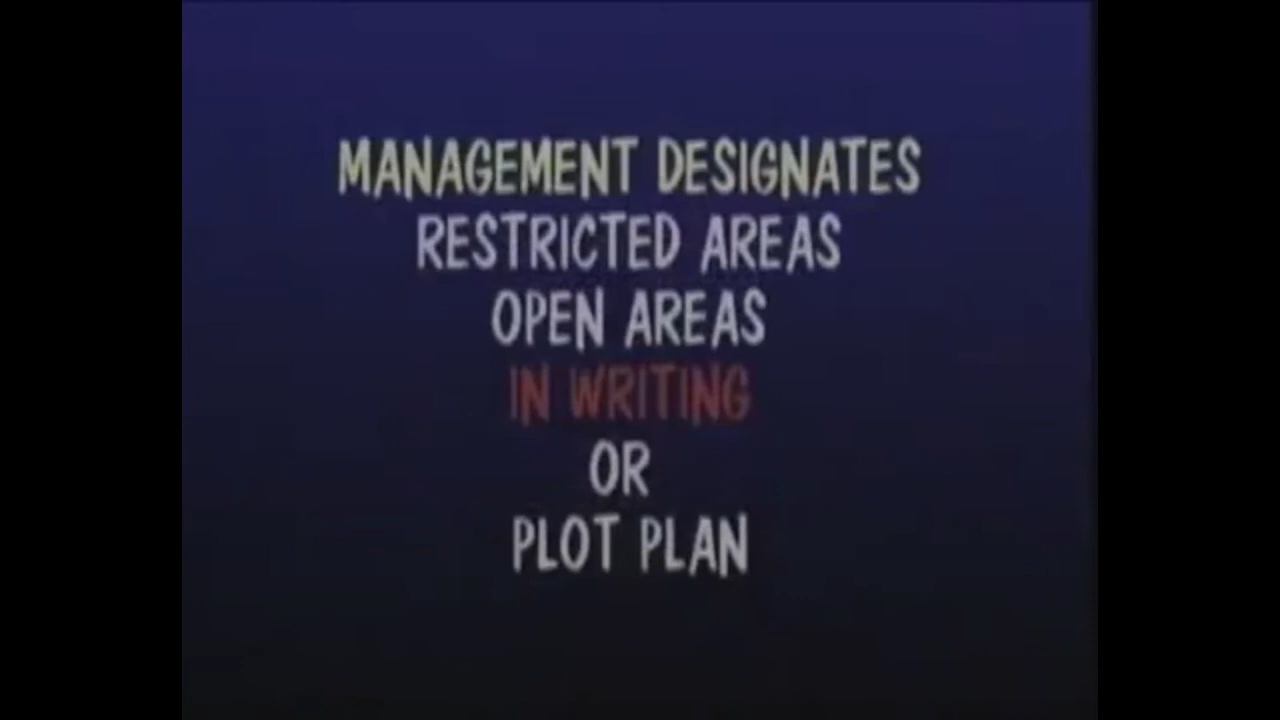 MANAGEMENT DESIGNATES
RESTRICTED AREAS
OPEN AREAS
IN WRITING
OR
PLOT PLAN